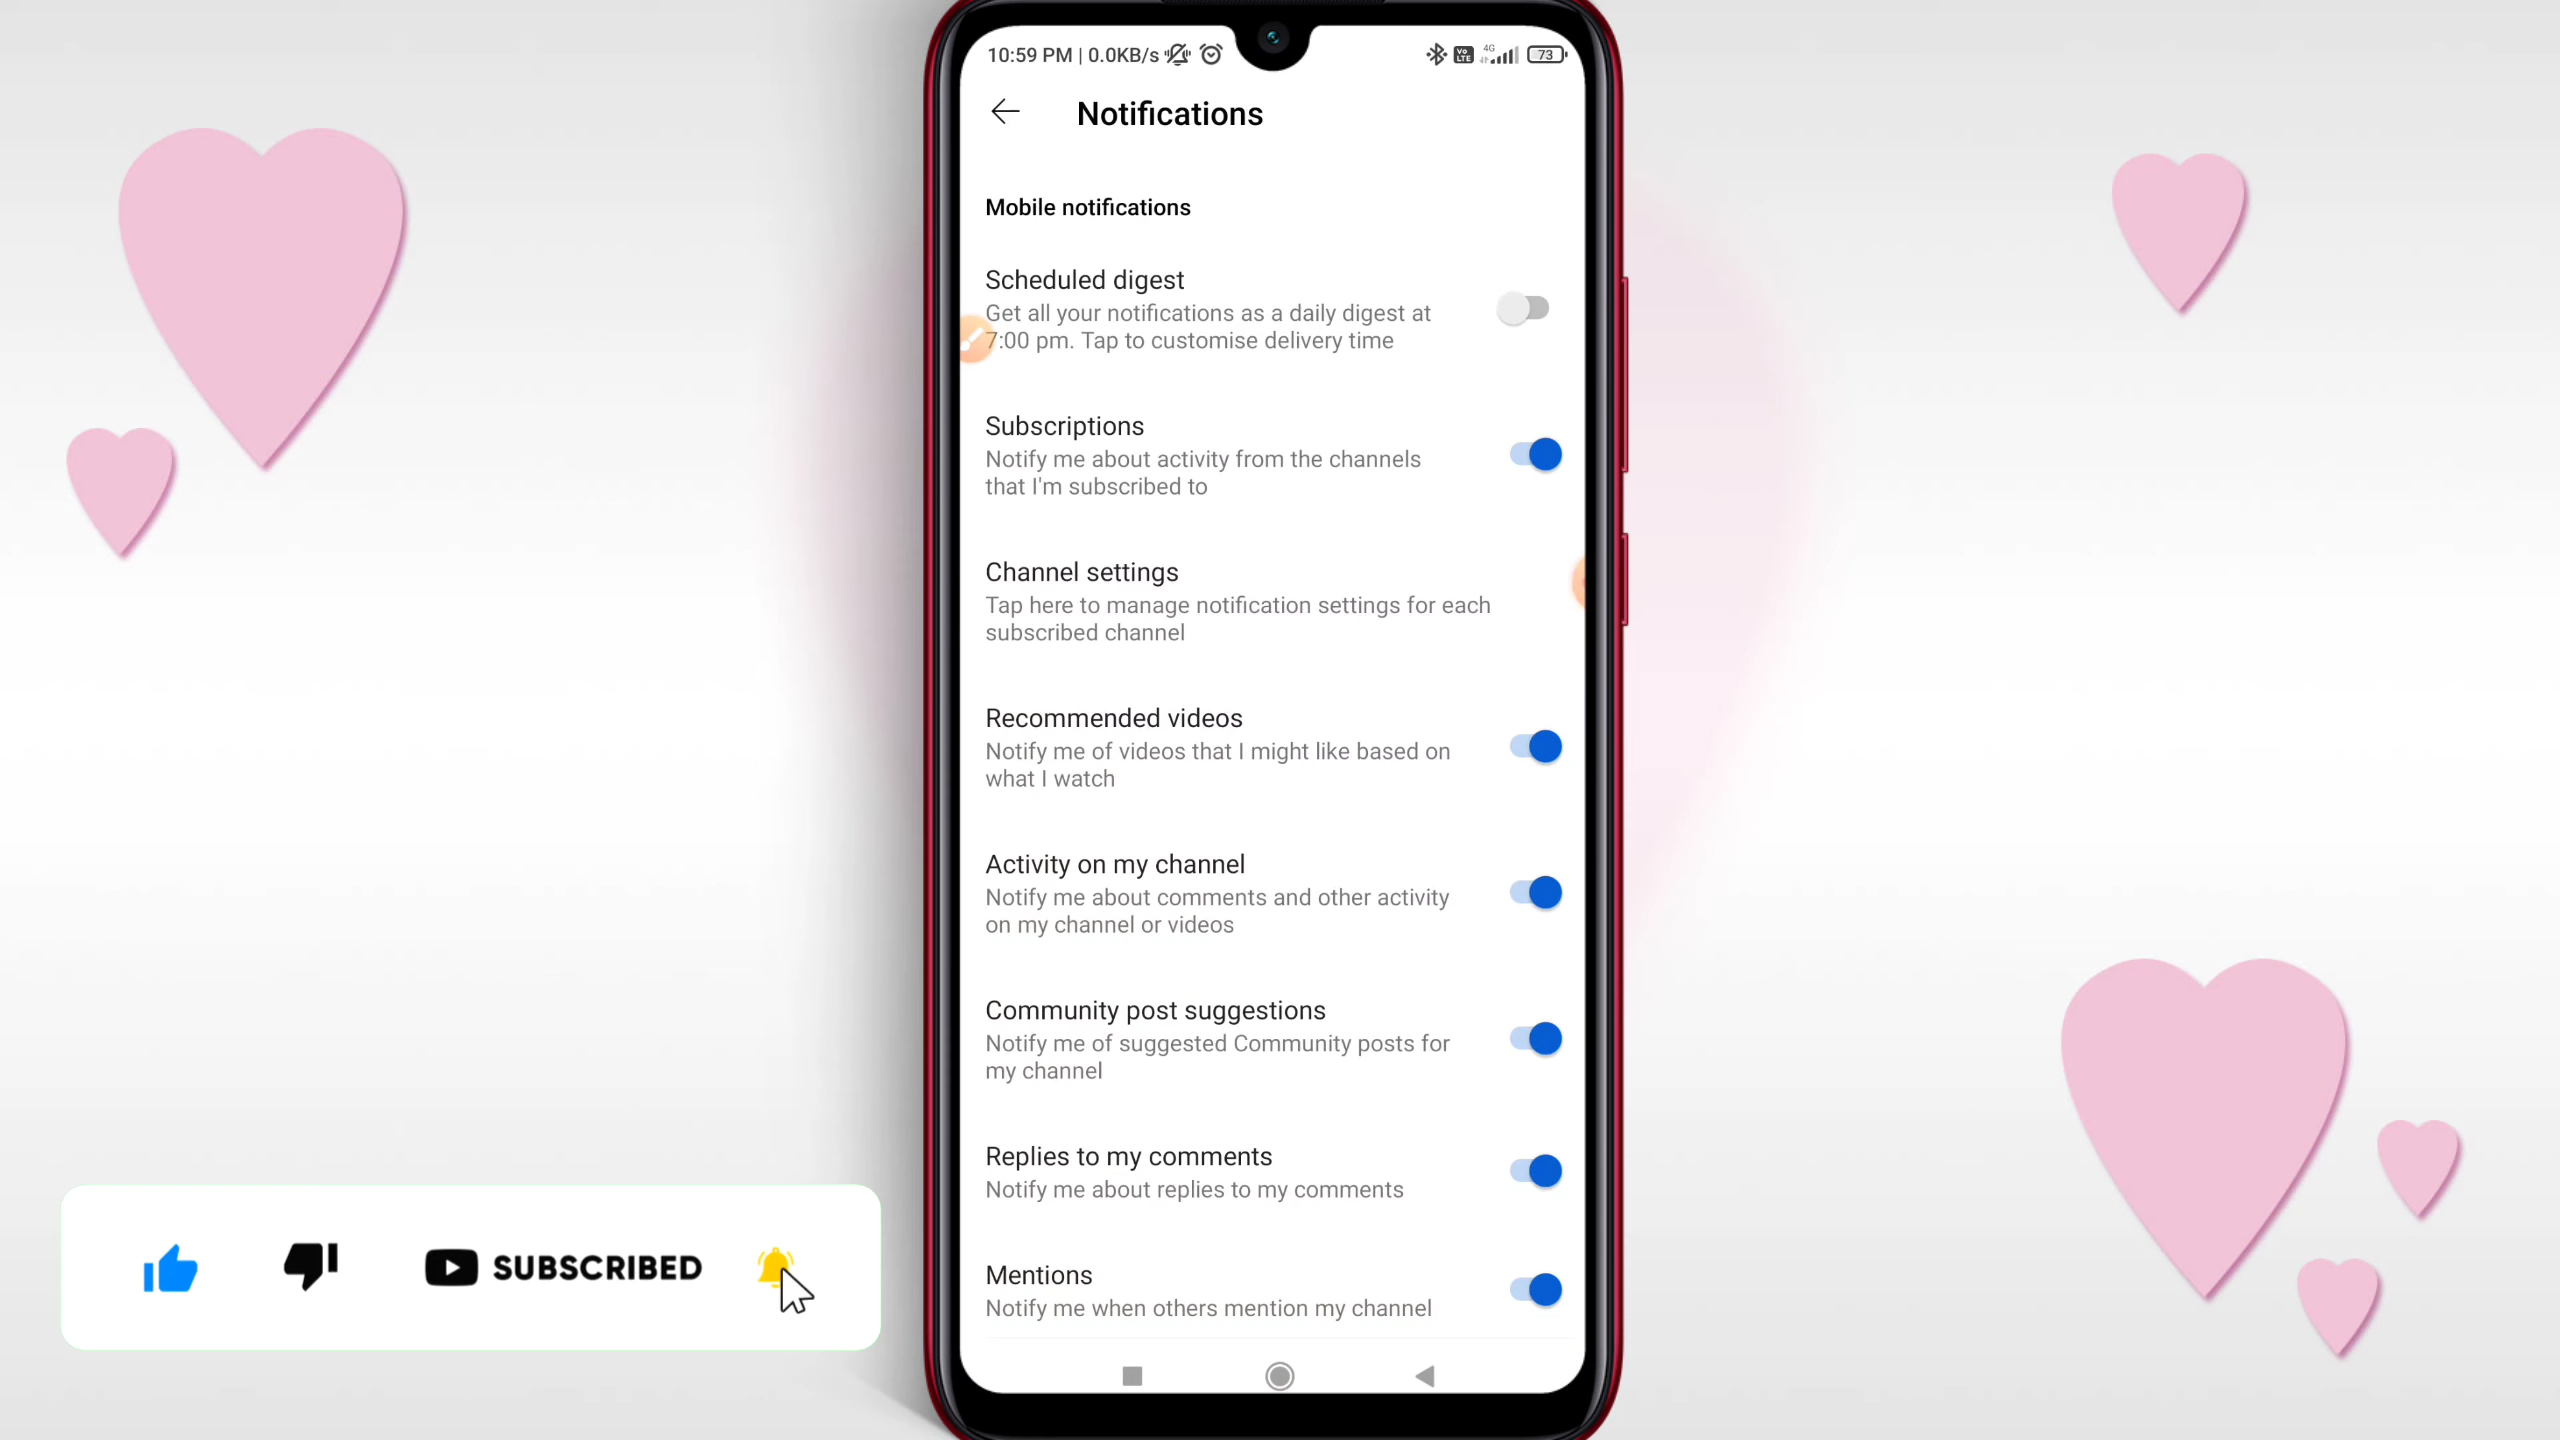 10:59 PM | 0.0KB/s
Vo LTE 4G 73
Notifications
Mobile notifications
Scheduled digest
Get all your notifications as a daily digest at
7:00 pm. Tap to customise delivery time
Subscriptions
Notify me about activity from the channels
that I'm subscribed to
Channel settings
Tap here to manage notification settings for each
subscribed channel
Recommended videos
Notify me of videos that I might like based on
what I watch
Activity on my channel
Notify me about comments and other activity
on my channel or videos
Community post suggestions
Notify me of suggested Community posts for
my channel
Replies to my comments
Notify me about replies to my comments
Mentions
Notify me when others mention my channel
SUBSCRIBED